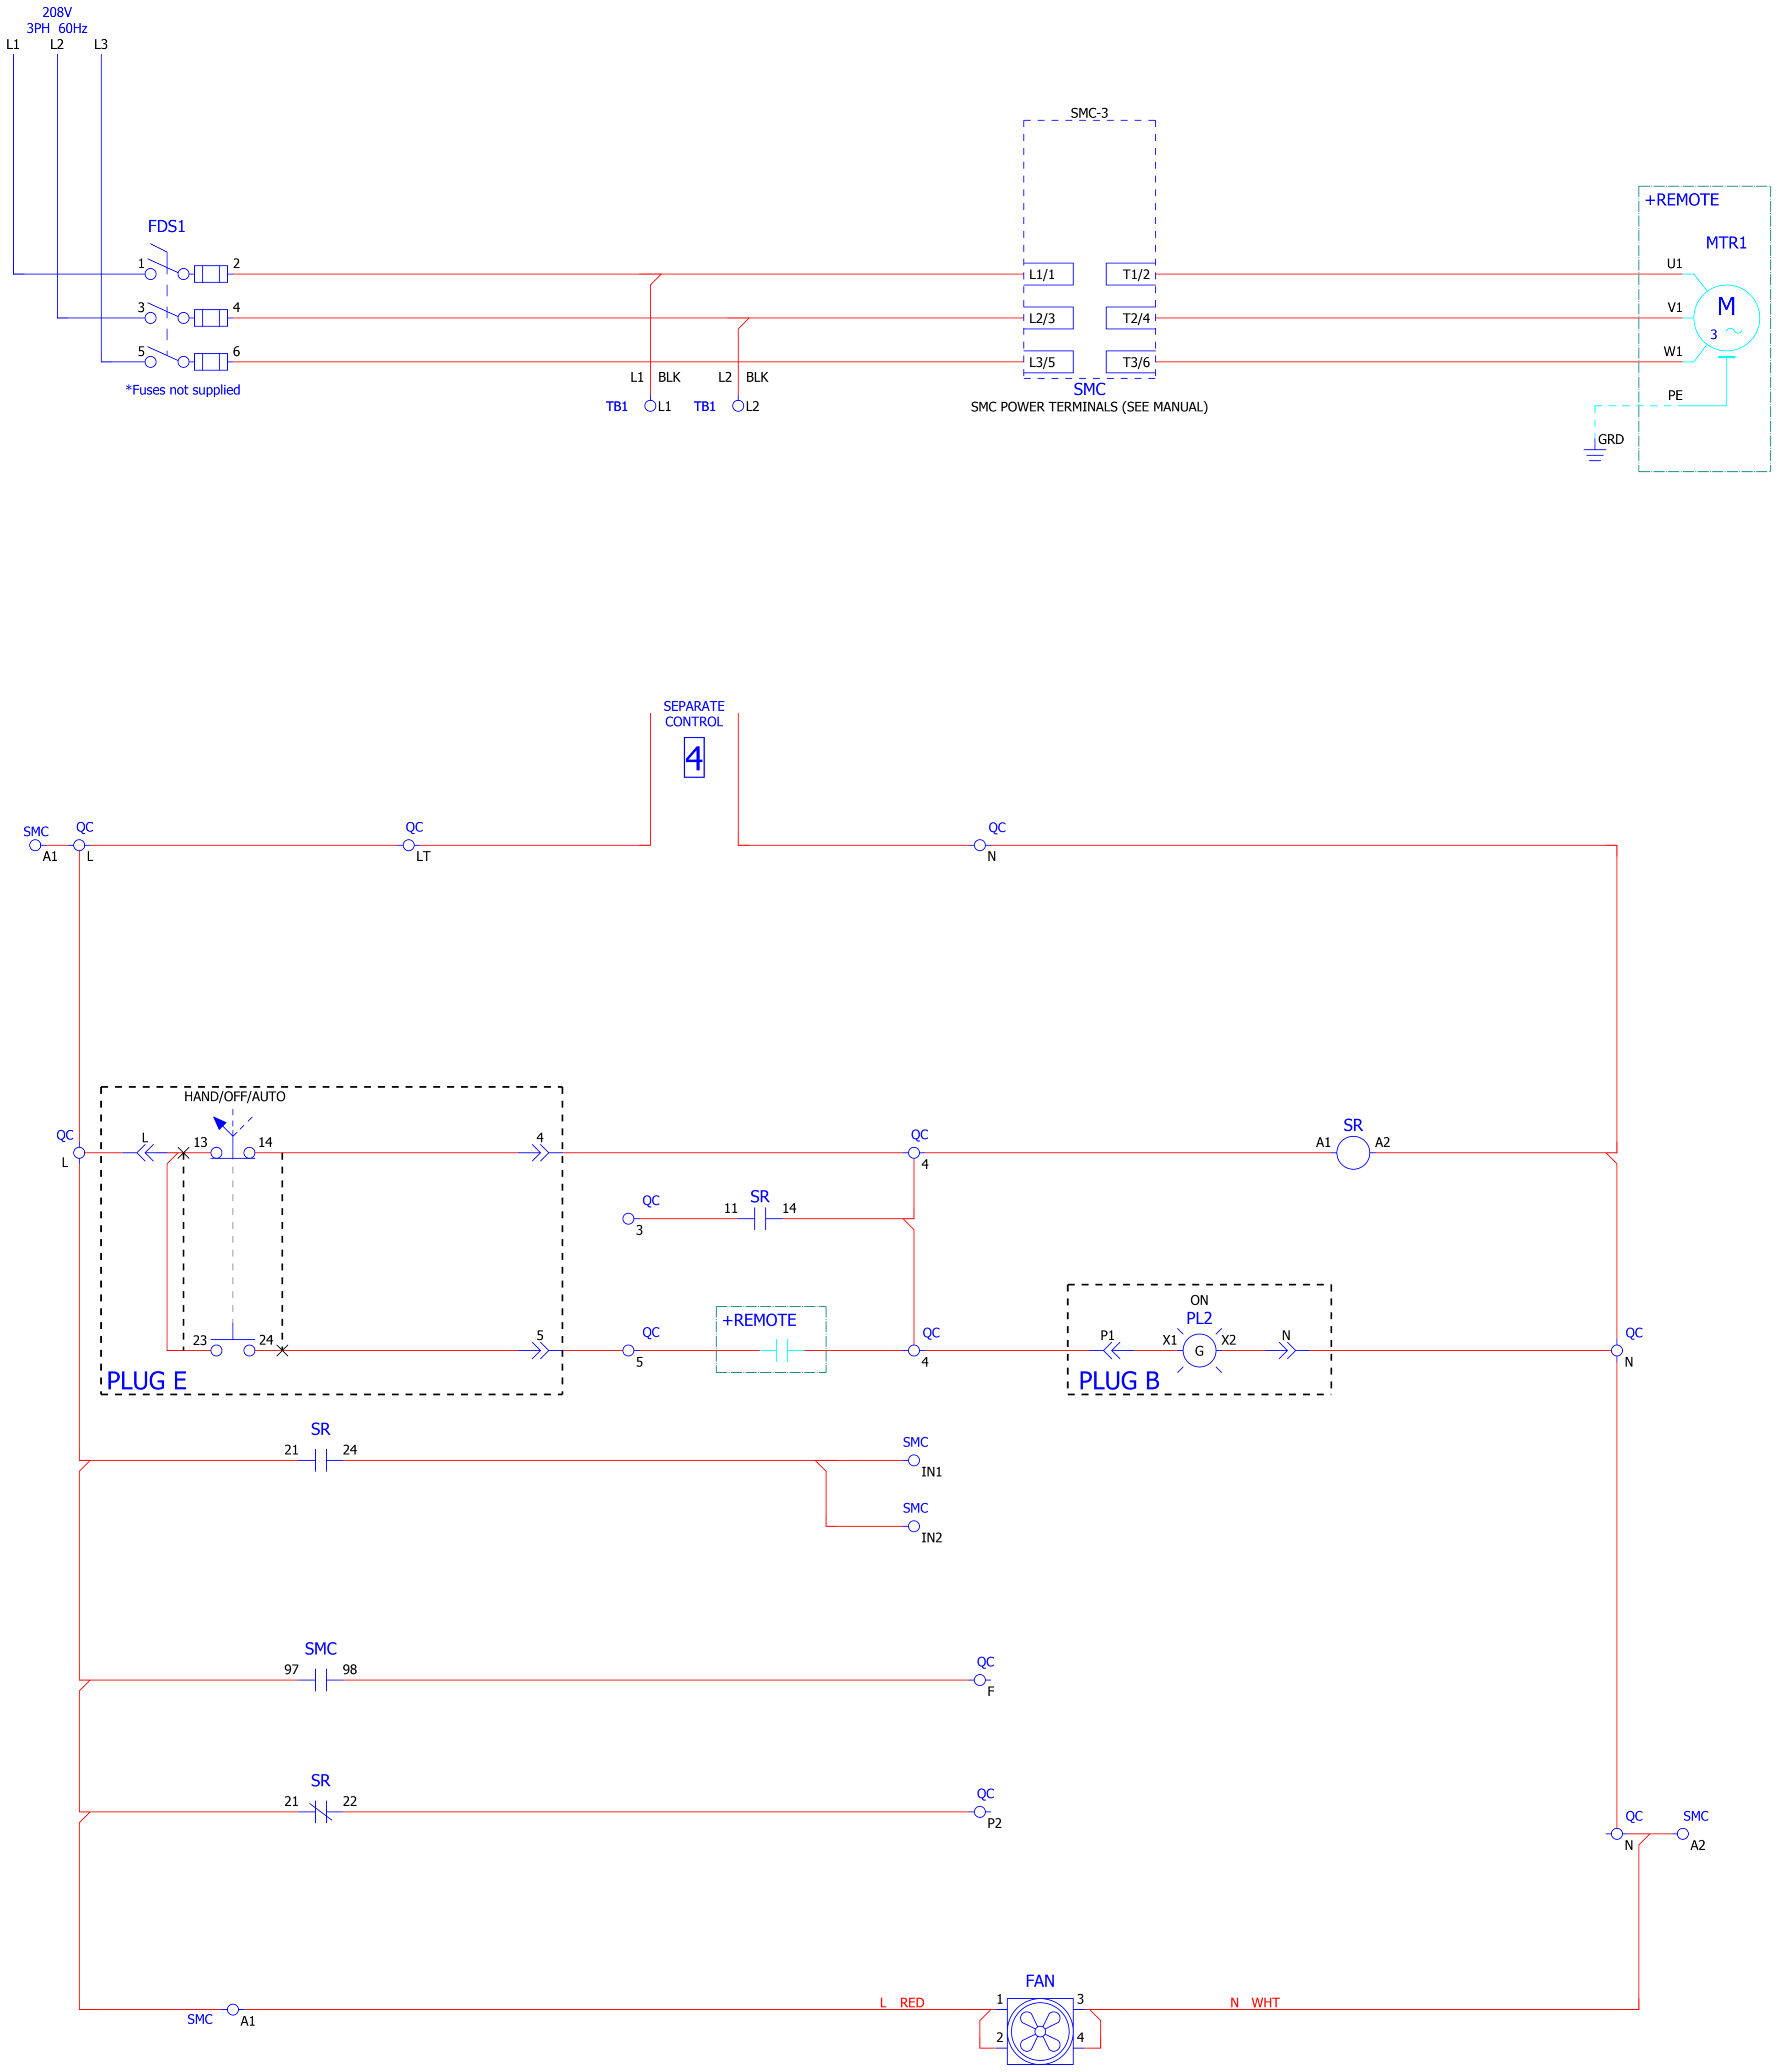 208V
3PH 60Hz
L1 L2 L3
SMC-3
+REMOTE
FDS1
MTR1
1 2 L1/1 T1/2 U1
3 4 L2/3 T2/4 V1 M
3
5 6 L3/5 T3/6 W1
L1 BLK L2 BLK
*Fuses not supplied
SMC
PE
TB1 L1 TB1 L2
SMC POWER TERMINALS (SEE MANUAL)
GRD
SEPARATE
CONTROL
4
SMC QC QC QC
A1 L LT N
HAND/OFF/AUTO
QC L 13 14 4 QC SR
A1 A2
L 4
QC SR
11 14
3
ON
+REMOTE PL2
23 24 5 QC QC P1 X1 X2 N QC
G
5 4 N
PLUG E PLUG B
SR
21 24 SMC
IN1
SMC
IN2
SMC
97 98 QC
F
SR
21 22 QC
P2
QC SMC
N A2
FAN
L RED 1 3 N WHT
SMC A1
2 4